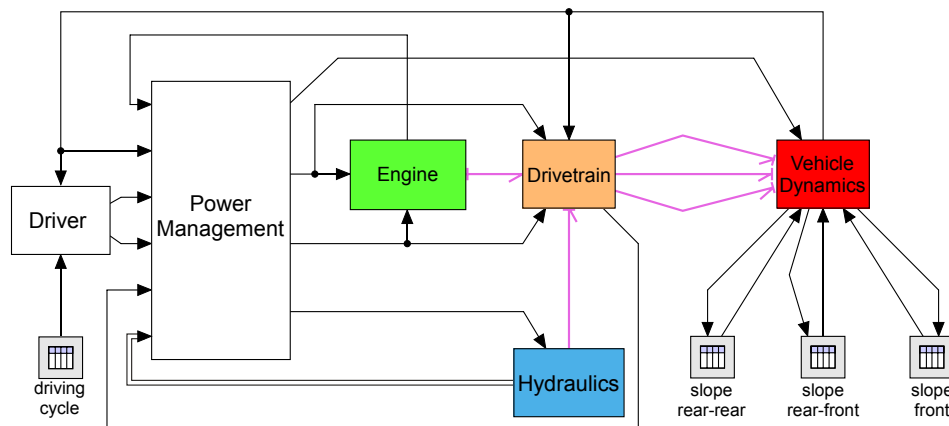 Engine
Drivetrain
Vehicle
Dynamics
Driver
Power
Management
Hydraulics
driving
cycle
slope
rear-rear
slope
rear-front
slope
front